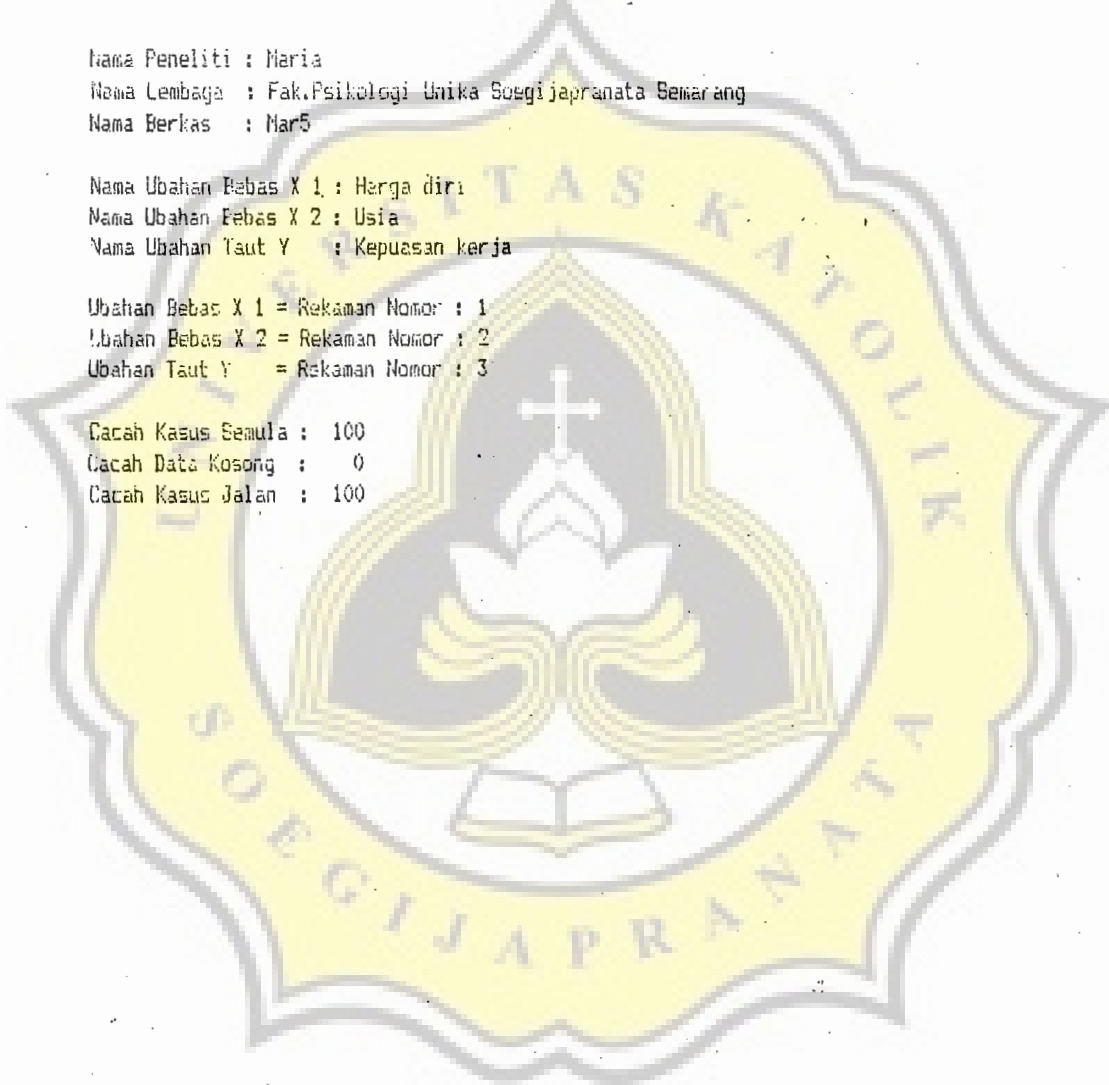 Nama Peneliti : Maria
Nama Lembaga : Fak.Psikologi Unika Soegijapranata Semarang
Nama Berkas : Mar5
Nama Ubahan Bebas X 1 : Harga diri
Nama Ubahan Bebas X 2 : Usia
Nama Ubahan Taut Y : Kepuasan kerja
Ubahan Bebas X 1 = Rekaman Nomor : 1
Ubahan Bebas X 2 = Rekaman Nomor : 2
Ubahan Taut Y = Rekaman Nomor : 3
Cacah Kasus Semula : 100
Cacah Data Kosong : 0
Cacah Kasus Jalan : 100
UNIVERSITAS KATOLIK
SOEGIJAPRANATA